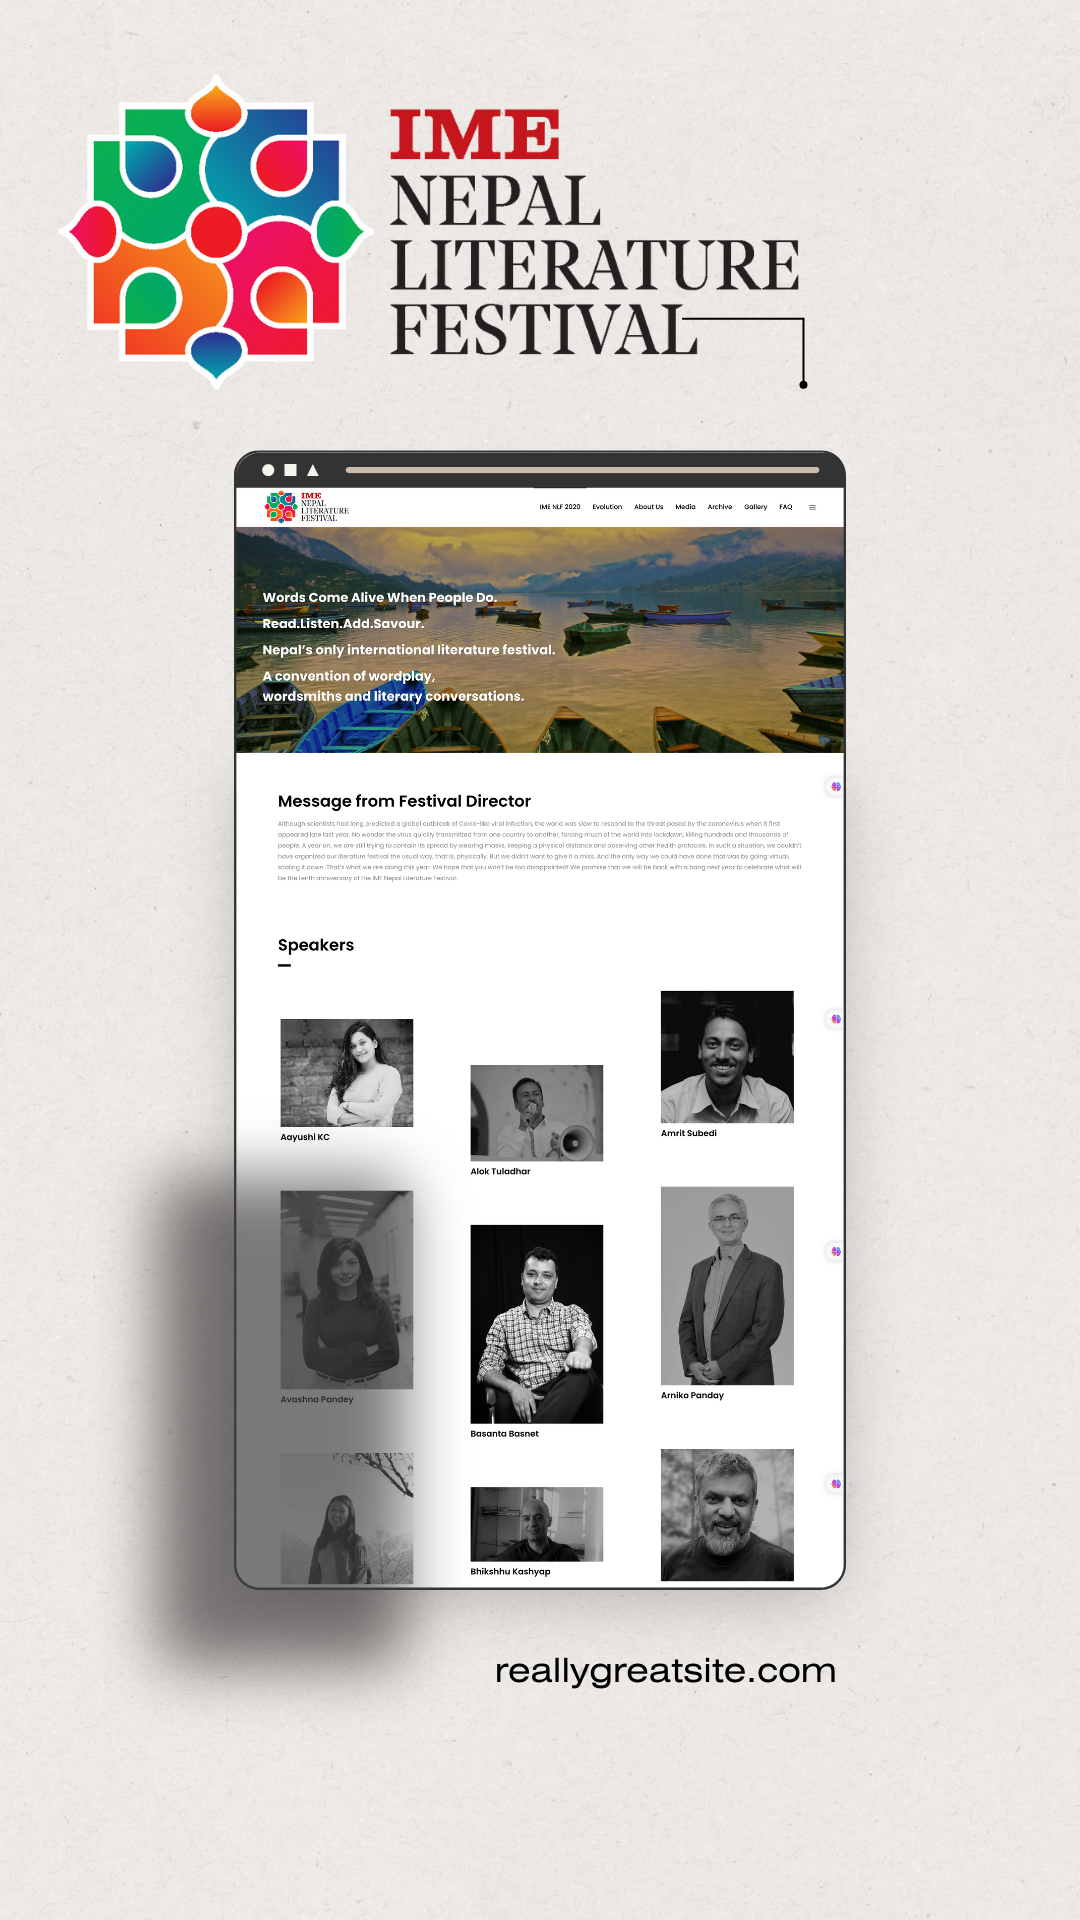 IME
NEPAL
LITERATURE
FESTIVAL
IME
NEPAL
LITERATURE
FESTIVAL
IME NLF 2020 Evolution About Us Media Archive Gallery FAQ
Words Come Alive When People Do.
Read.Listen.Add.Savour.
Nepal's only international literature festival.
A convention of wordplay,
wordsmiths and literary conversations.
Message from Festival Director
Although scientists had long predicted a global outbreak of Covid-like viral infection, the world was slow to respond to the threat posed by the coronavirus when it first
appeared late last year. No wonder the virus quickly transmitted from one country to another, forcing much of the world into lockdown, killing hundreds and thousands of
people. A year on, we are still trying to contain its spread by wearing masks, keeping a physical distance and observing other health protocols. In such a situation, we couldn't
have organized our literature festival the usual way, that is, physically. But we didn't want to give it a miss. And the only way we could have done that was by going virtual,
scaling it down. That's what we are doing this year. We hope that you won't be too disappointed! We promise that we will be back with a bang next year to celebrate what will
be the tenth anniversary of the IME Nepal Literature Festival.
Speakers
Aayushi KC
Amrit Subedi
Alok Tuladhar
Avashna Pandey
Arniko Panday
Basanta Basnet
Bhikshhu Kashyap
reallygreatsite.com